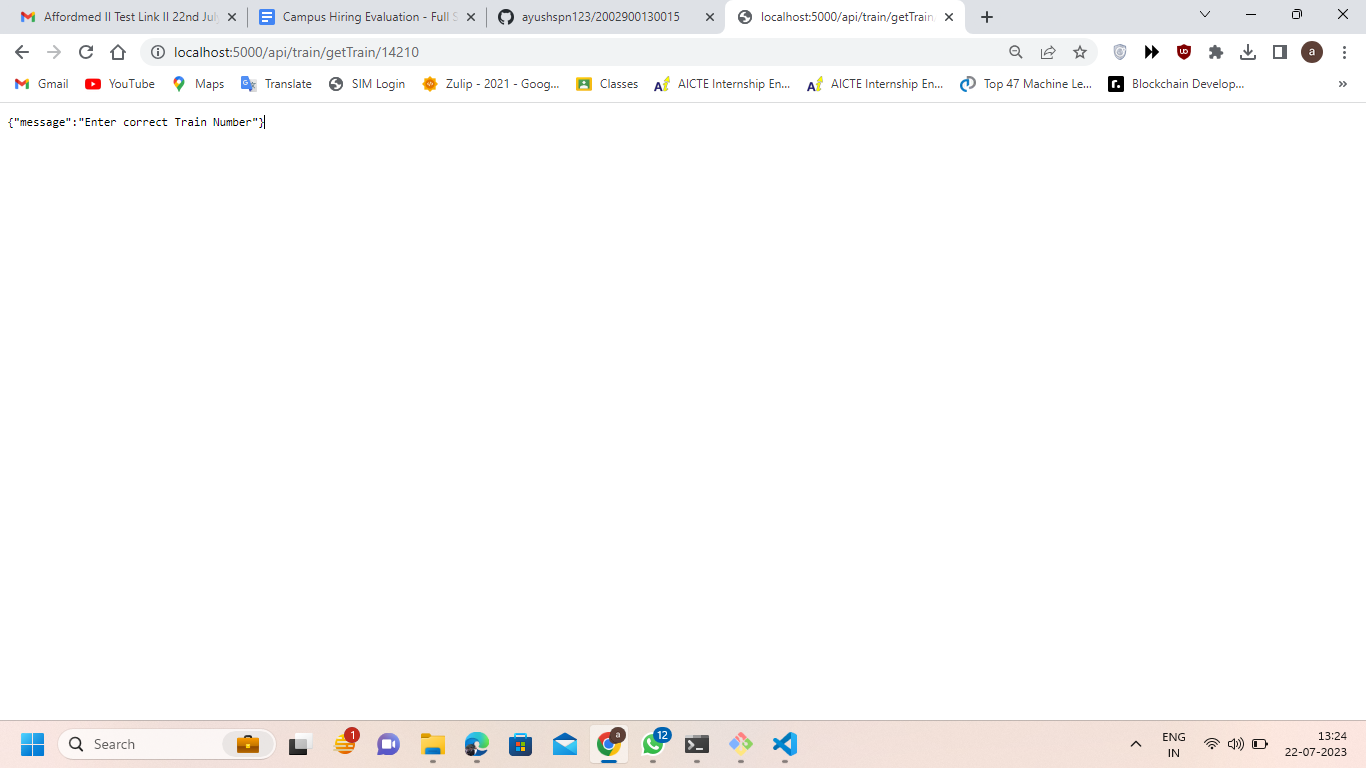 Affordmed II Test Link II 22nd July
Campus Hiring Evaluation - Full S
ayushspn123/2002900130015
localhost:5000/api/train/getTrain
localhost:5000/api/train/getTrain/14210
a
Gmail
YouTube
Maps
Translate
SIM Login
Zulip - 2021 - Goog...
Classes
AICTE Internship En...
AICTE Internship En...
Top 47 Machine Le...
Blockchain Develop...
{"message":"Enter correct Train Number"}
Search
1
a
12
ENG
IN
13:24
22-07-2023